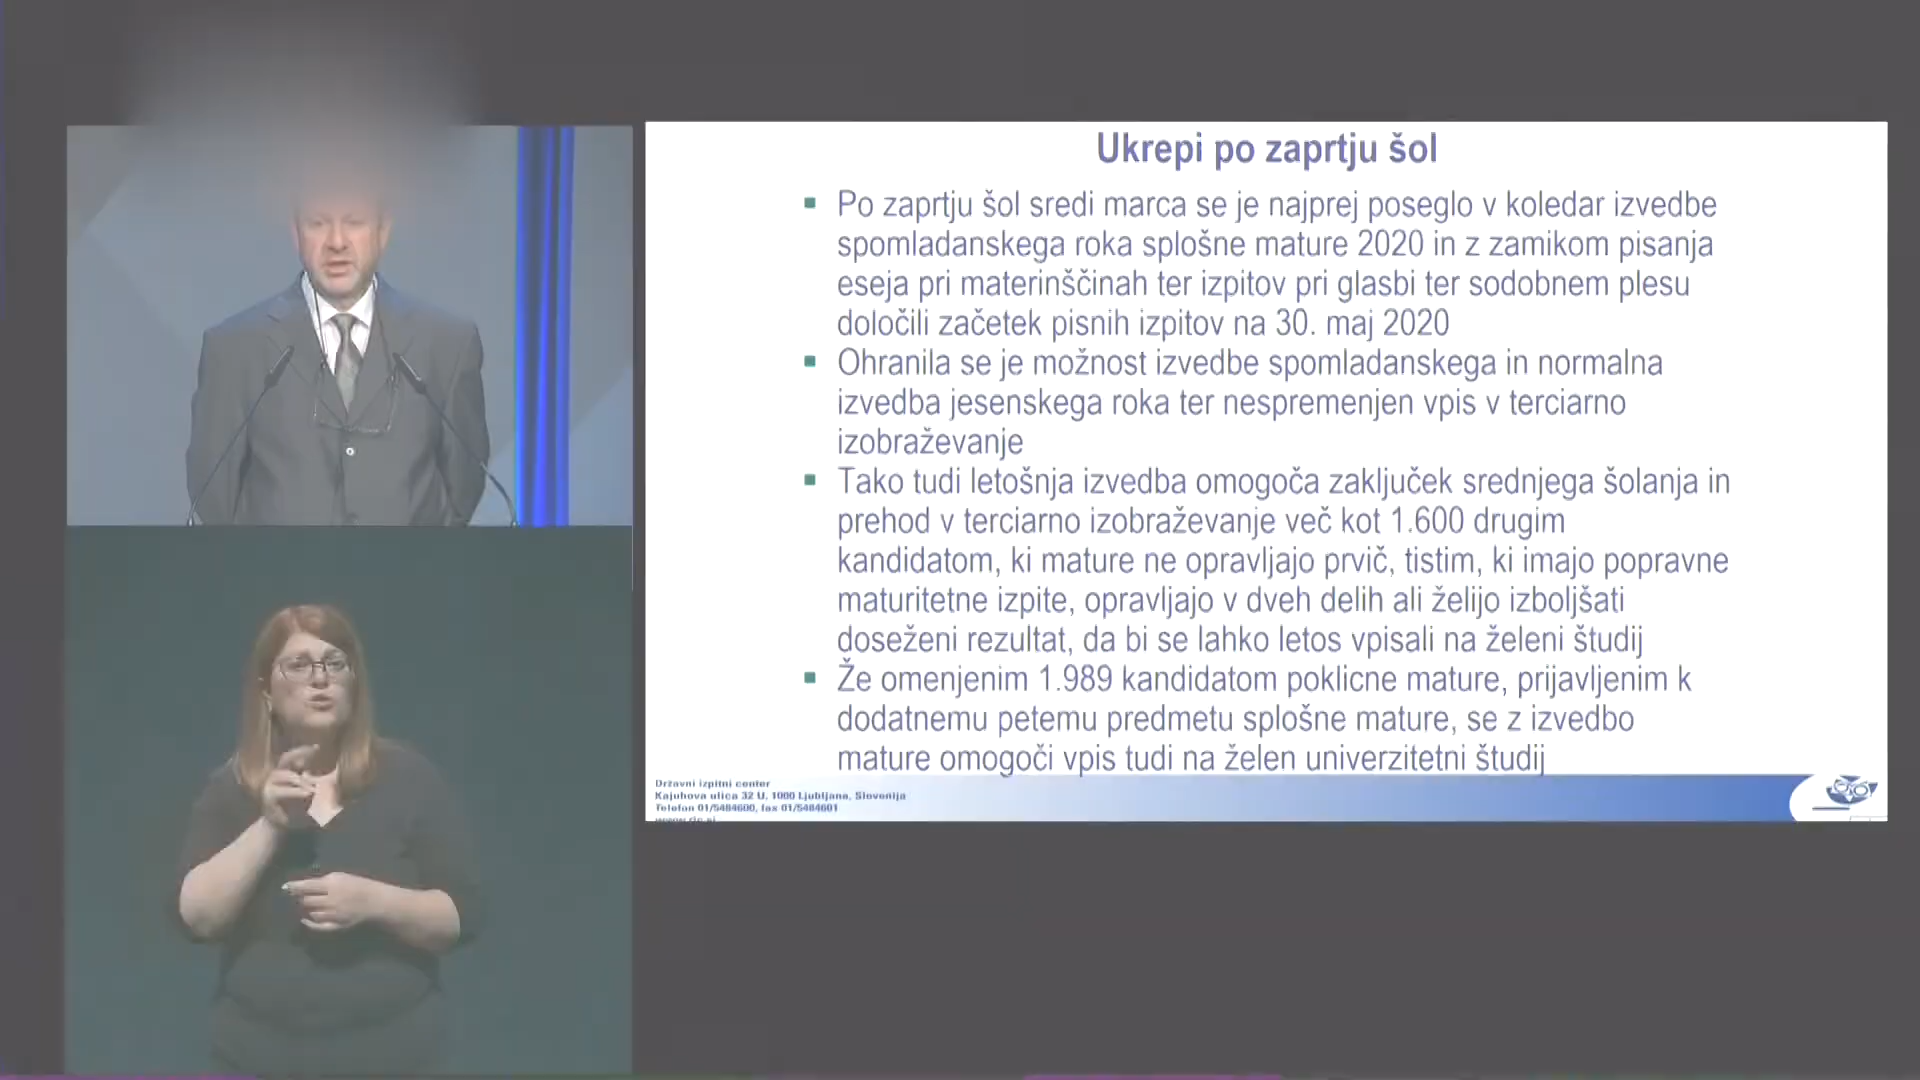 Ukrepi po zaprtju šol
Po zaprtju šol sredi marca se je najprej poseglo v koledar izvedbe
spomladanskega roka splošne mature 2020 in z zamikom pisanja
eseja pri materinščinah ter izpitov pri glasbi ter sodobnem plesu
določili začetek pisnih izpitov na 30. maj 2020
Ohranila se je možnost izvedbe spomladanskega in normalna
izvedba jesenskega roka ter nespremenjen vpis v terciarno
izobraževanje
Tako tudi letošnja izvedba omogoča zaključek srednjega šolanja in
prehod v terciarno izobraževanje več kot 1.600 drugim
kandidatom, ki mature ne opravljajo prvič, tistim, ki imajo popravne
maturitetne izpite, opravljajo v dveh delih ali želijo izboljšati
doseženi rezultat, da bi se lahko letos vpisali na želeni študij
Že omenjenim 1.989 kandidatom poklicne mature, prijavljenim k
dodatnemu petemu predmetu splošne mature, se z izvedbo
mature omogoči vpis tudi na želen univerzitetni študij
Državni izpitni center
Kajuhova ulica 32 U, 1000 Ljubljana, Slovenija
Telefon 01/5484600, fax 01/5484601
www.ric.si